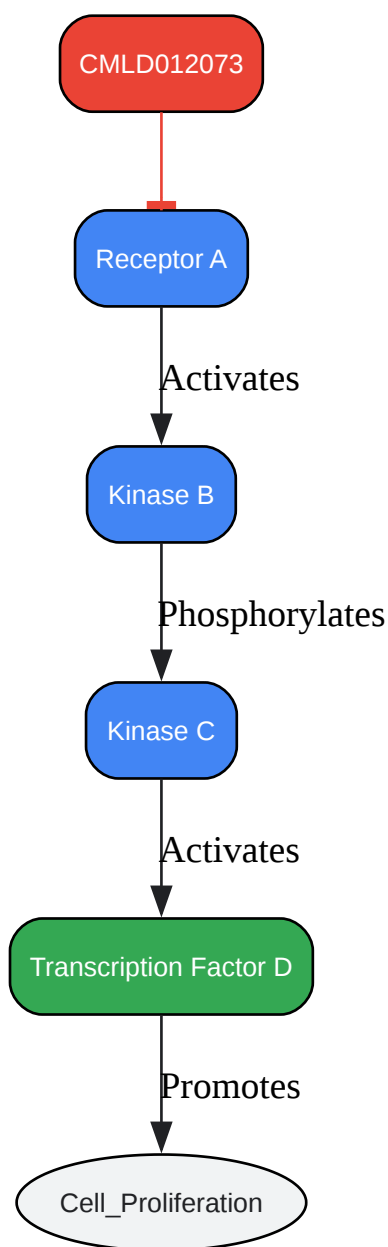 CMLD012073
Receptor A
Activates
Kinase B
Phosphorylates
Kinase C
Activates
Transcription Factor D
Promotes
Cell_Proliferation